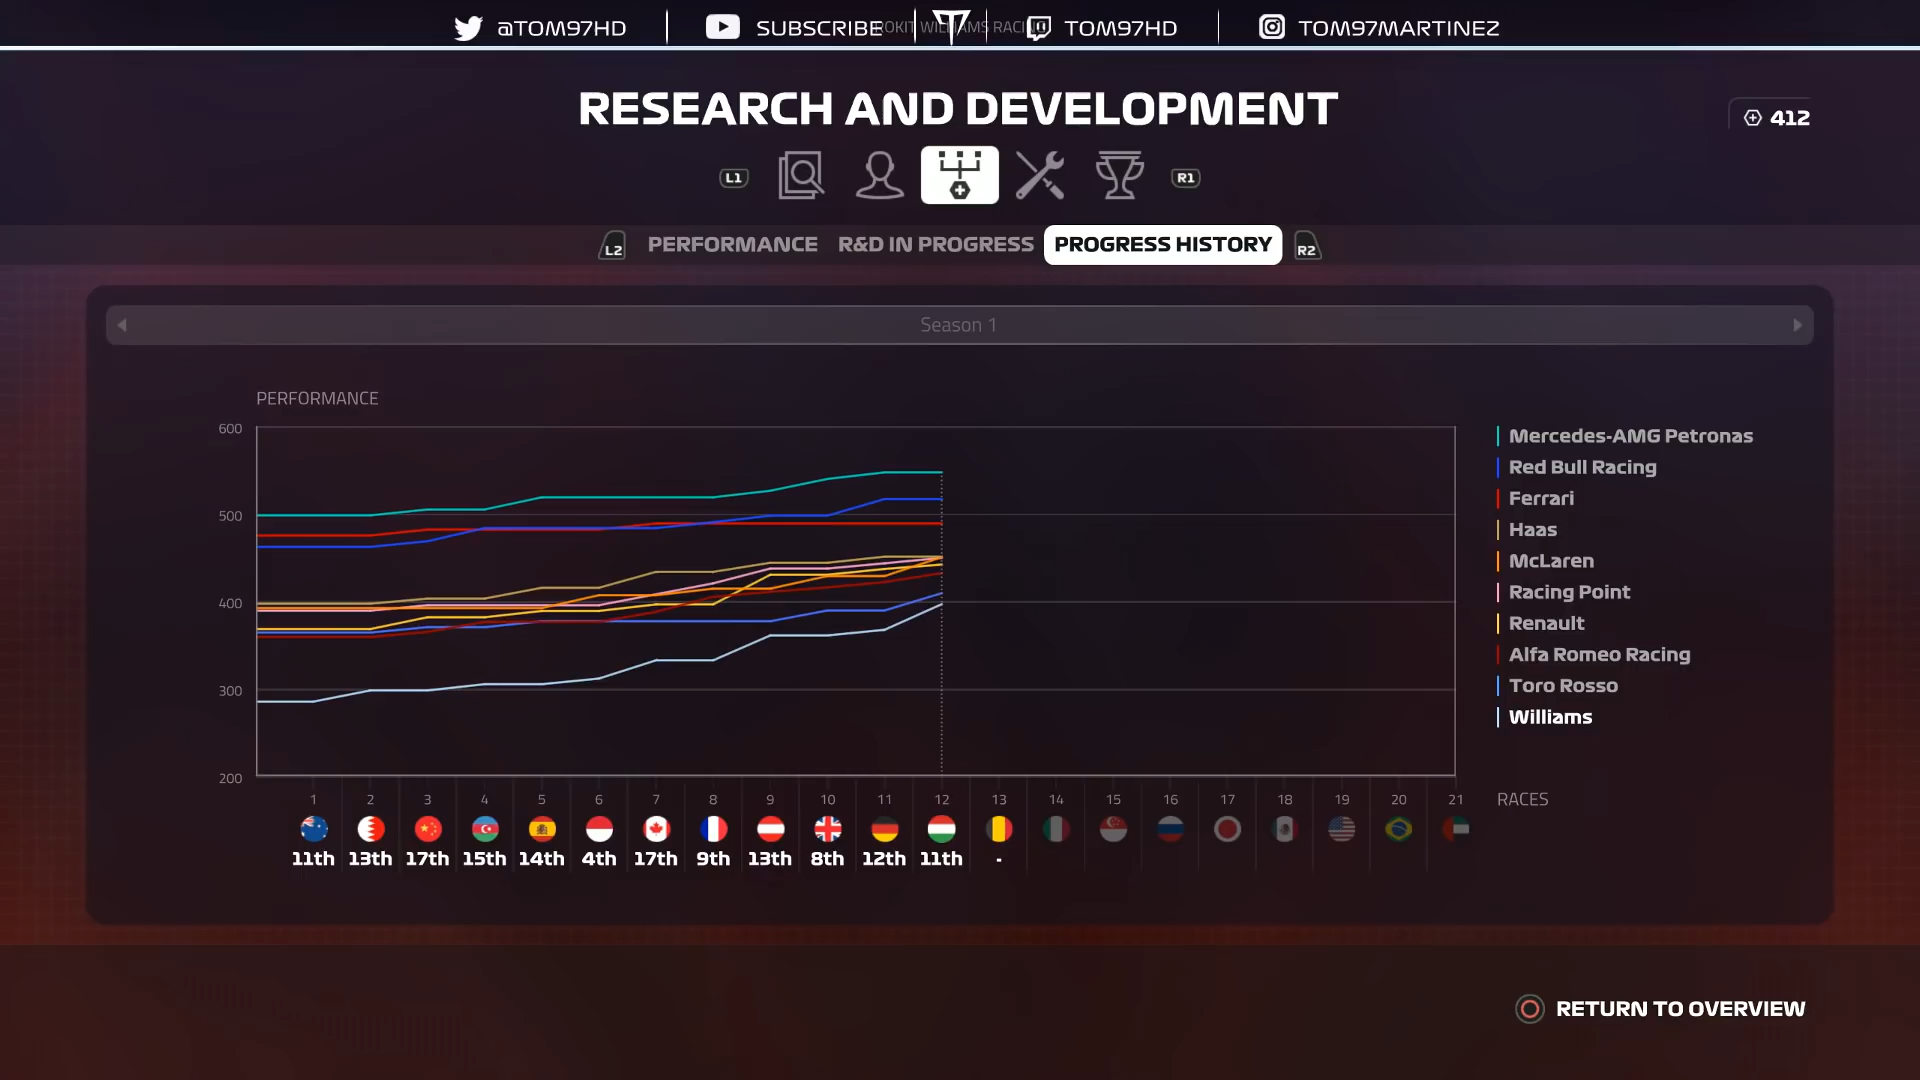 @TOM97HD SUBSCRIBE ROKIT WILLIAMS RACING TOM97HD TOM97MARTINEZ
RESEARCH AND DEVELOPMENT
412
L1 R1
L2 PERFORMANCE R&D IN PROGRESS PROGRESS HISTORY R2
Season 1
PERFORMANCE
600
500
400
300
200
Mercedes-AMG Petronas
Red Bull Racing
Ferrari
Haas
McLaren
Racing Point
Renault
Alfa Romeo Racing
Toro Rosso
Williams
1 2 3 4 5 6 7 8 9 10 11 12 13 14 15 16 17 18 19 20 21 RACES
11th 13th 17th 15th 14th 4th 17th 9th 13th 8th 12th 11th -
RETURN TO OVERVIEW